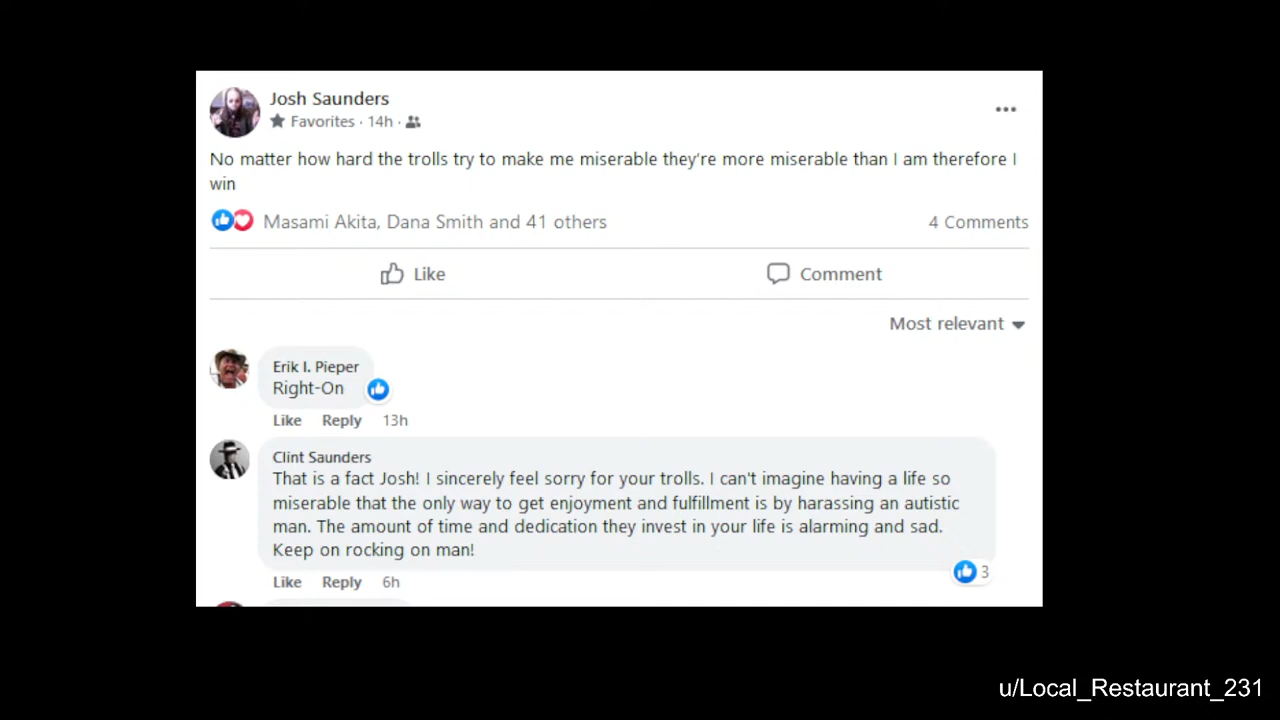 Josh Saunders
Favorites · 14h ·
No matter how hard the trolls try to make me miserable they're more miserable than I am therefore I
win
Masami Akita, Dana Smith and 41 others
4 Comments
Like
Comment
Most relevant
Erik I. Pieper
Right-On
Like Reply 13h
Clint Saunders
That is a fact Josh! I sincerely feel sorry for your trolls. I can't imagine having a life so
miserable that the only way to get enjoyment and fulfillment is by harassing an autistic
man. The amount of time and dedication they invest in your life is alarming and sad.
Keep on rocking on man!
3
Like Reply 6h
u/Local_Restaurant_231